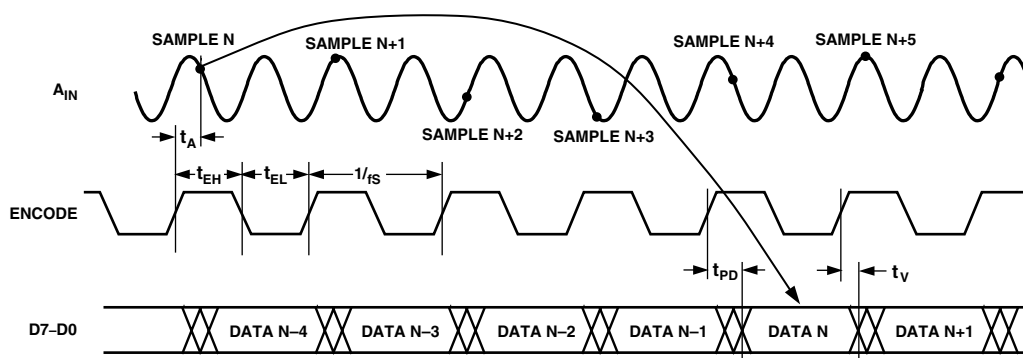 SAMPLE N
SAMPLE N+1
SAMPLE N+4
SAMPLE N+5
AIN
SAMPLE N+2
SAMPLE N+3
tA
tEH
tEL
1/fS
ENCODE
tPD
tV
D7–D0
DATA N–4
DATA N–3
DATA N–2
DATA N–1
DATA N
DATA N+1